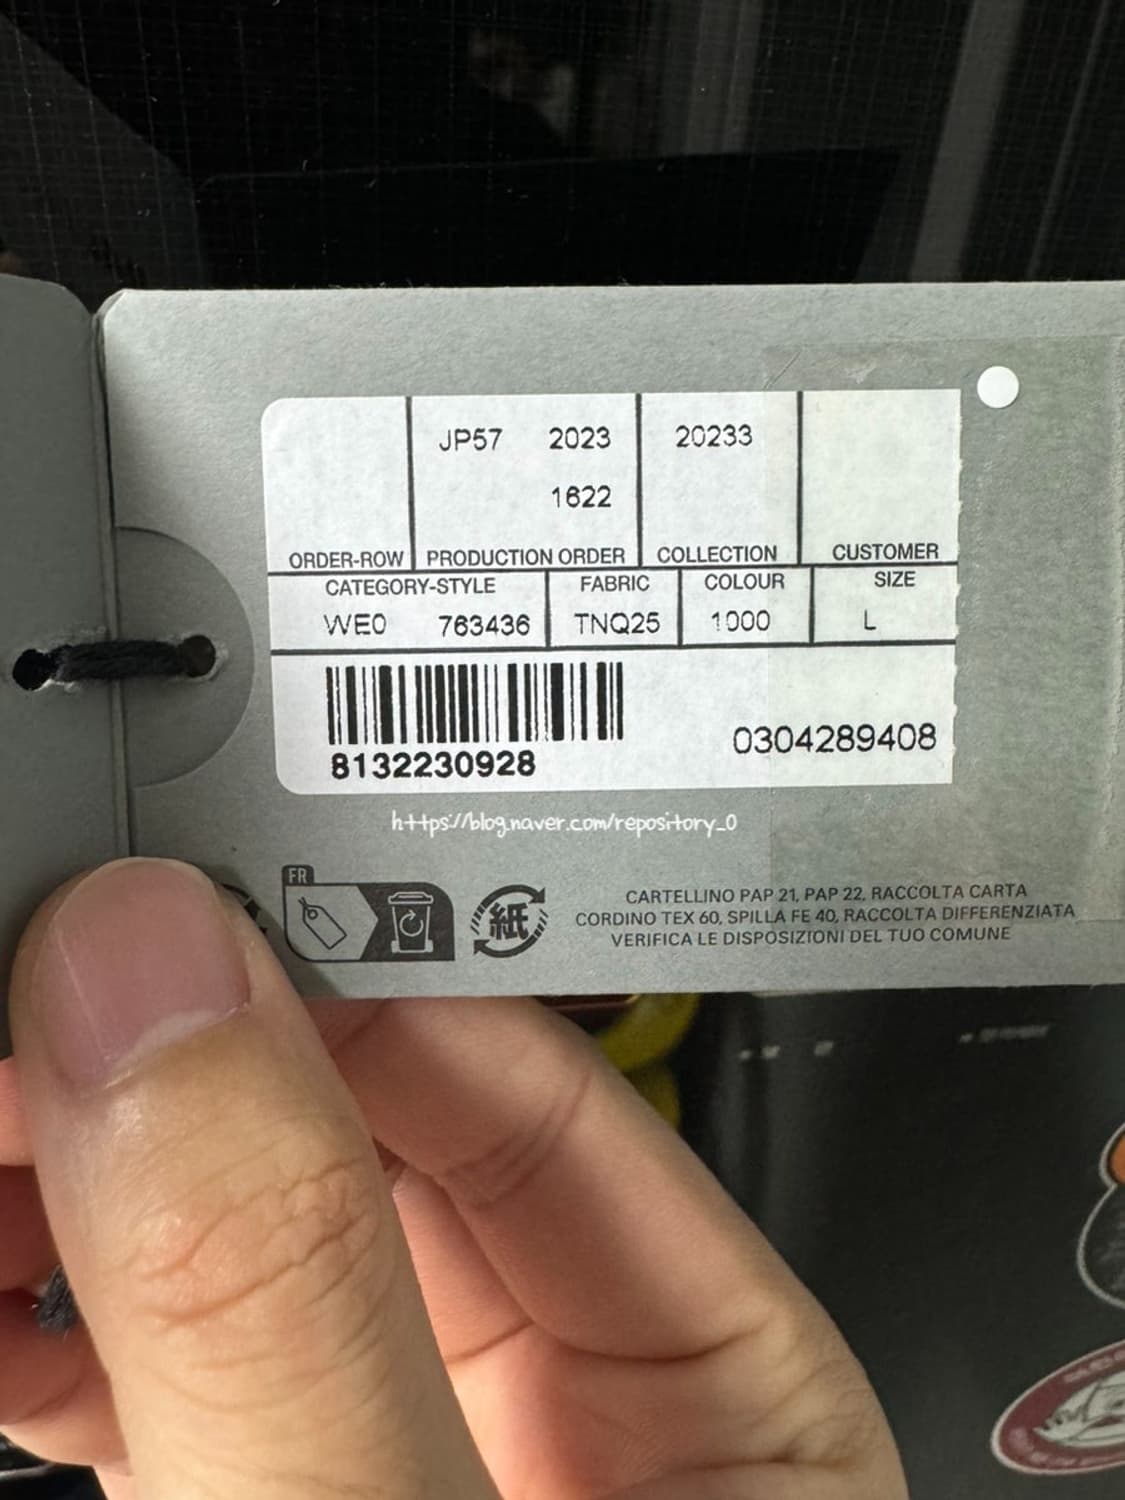 JP57 2023 20233
1622
ORDER-ROW PRODUCTION ORDER COLLECTION CUSTOMER
CATEGORY-STYLE FABRIC COLOUR SIZE
WE0 763436 TNQ25 1000 L
8132230928 0304289408
https://blog.naver.com/repository_0
FR
紙
CARTELLINO PAP 21, PAP 22, RACCOLTA CARTA
CORDINO TEX 60, SPILLA FE 40, RACCOLTA DIFFERENZIATA
VERIFICA LE DISPOSIZIONI DEL TUO COMUNE